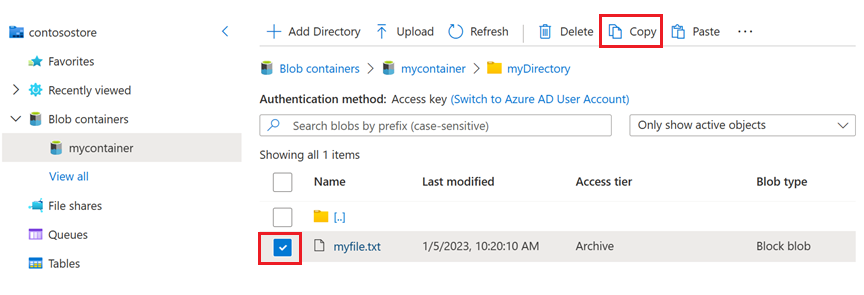 contosostore
Favorites
Recently viewed
Blob containers
mycontainer
View all
File shares
Queues
Tables
Add Directory Upload Refresh Delete Copy Paste ...
Blob containers > mycontainer > myDirectory
Authentication method: Access key (Switch to Azure AD User Account)
Search blobs by prefix (case-sensitive) Only show active objects
Showing all 1 items
Name Last modified Access tier Blob type
[..]
myfile.txt 1/5/2023, 10:20:10 AM Archive Block blob